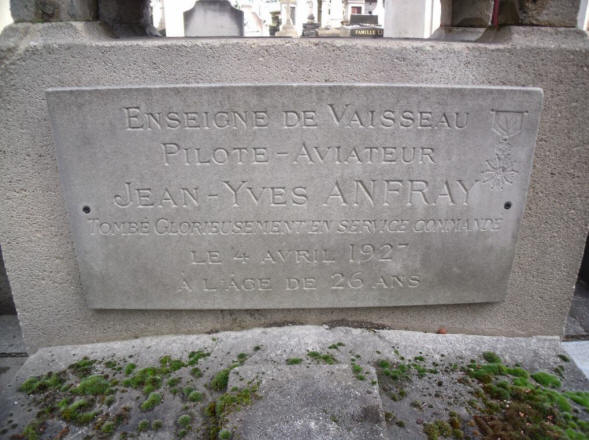 FAMILLE
ENSEIGNE DE VAISSEAU
PILOTE-AVIATEUR
JEAN-YVES ANFRAY
TOMBÉ GLORIEUSEMENT EN SERVICE COMMANDÉ
LE 4 AVRIL 1927
À L'ÂGE DE 26 ANS